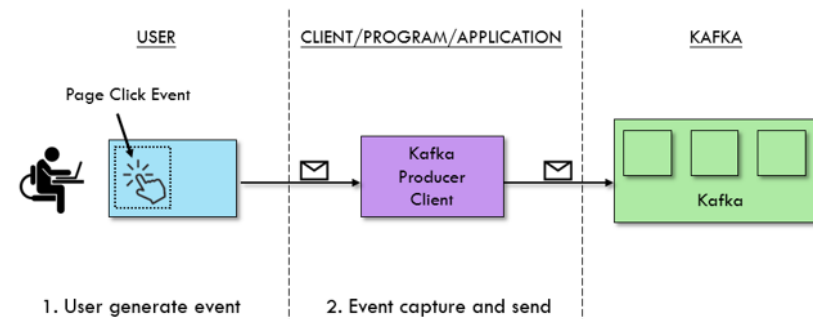 USER
CLIENT/PROGRAM/APPLICATION
KAFKA
Page Click Event
Kafka
Producer
Client
Kafka
1. User generate event
2. Event capture and send